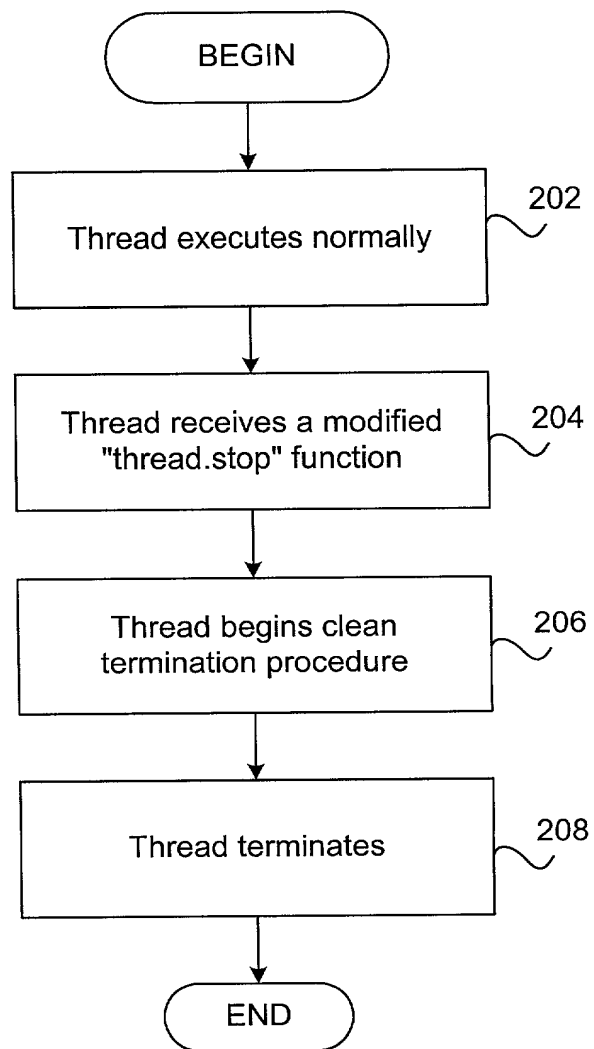 BEGIN
Thread executes normally
202
Thread receives a modified
"thread.stop" function
204
Thread begins clean
termination procedure
206
Thread terminates
208
END